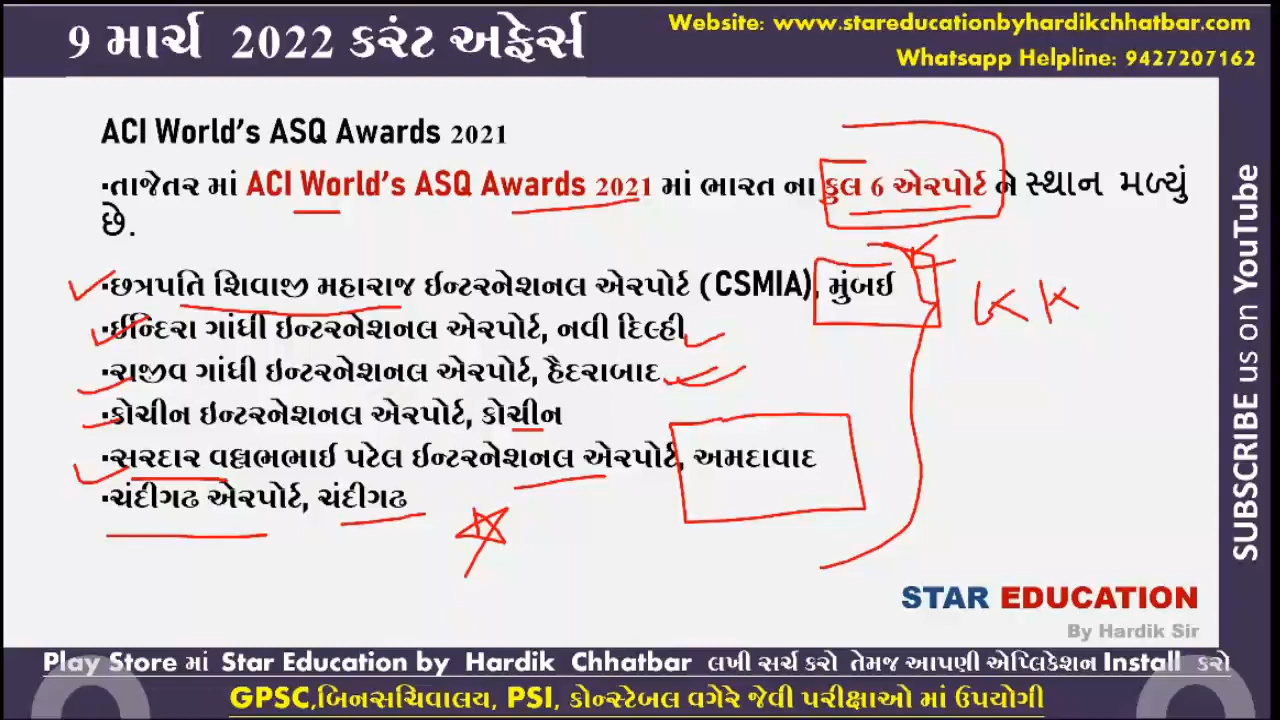 9 માર્ચ 2022 કરંટ અફેર્સ
Website: www.stareducationbyhardikchhatbar.com
Whatsapp Helpline: 9427207162
ACI World's ASQ Awards 2021
•તાજેતર માં ACI World's ASQ Awards 2021 માં ભારત ના કુલ 6 એરપોર્ટ ને સ્થાન મળ્યું
છે.
•છત્રપતિ શિવાજી મહારાજ ઇન્ટરનેશનલ એરપોર્ટ (CSMIA), મુંબઈ
•ઈન્દિરા ગાંધી ઇન્ટરનેશનલ એરપોર્ટ, નવી દિલ્હી
•રાજીવ ગાંધી ઇન્ટરનેશનલ એરપોર્ટ, હૈદરાબાદ
•કોચીન ઇન્ટરનેશનલ એરપોર્ટ, કોચીન
•સરદાર વલ્લભભાઈ પટેલ ઈન્ટરનેશનલ એરપોર્ટ, અમદાવાદ
•ચંદીગઢ એરપોર્ટ, ચંદીગઢ
K K
STAR EDUCATION
By Hardik Sir
SUBSCRIBE us on YouTube
Play Store માં Star Education by Hardik Chhatbar લખી સર્ચ કરો તેમજ આપણી એપ્લિકેશન Install કરો
GPSC,બિનસચિવાલય, PSI, કોન્સ્ટેબલ વગેરે જેવી પરીક્ષાઓ માં ઉપયોગી